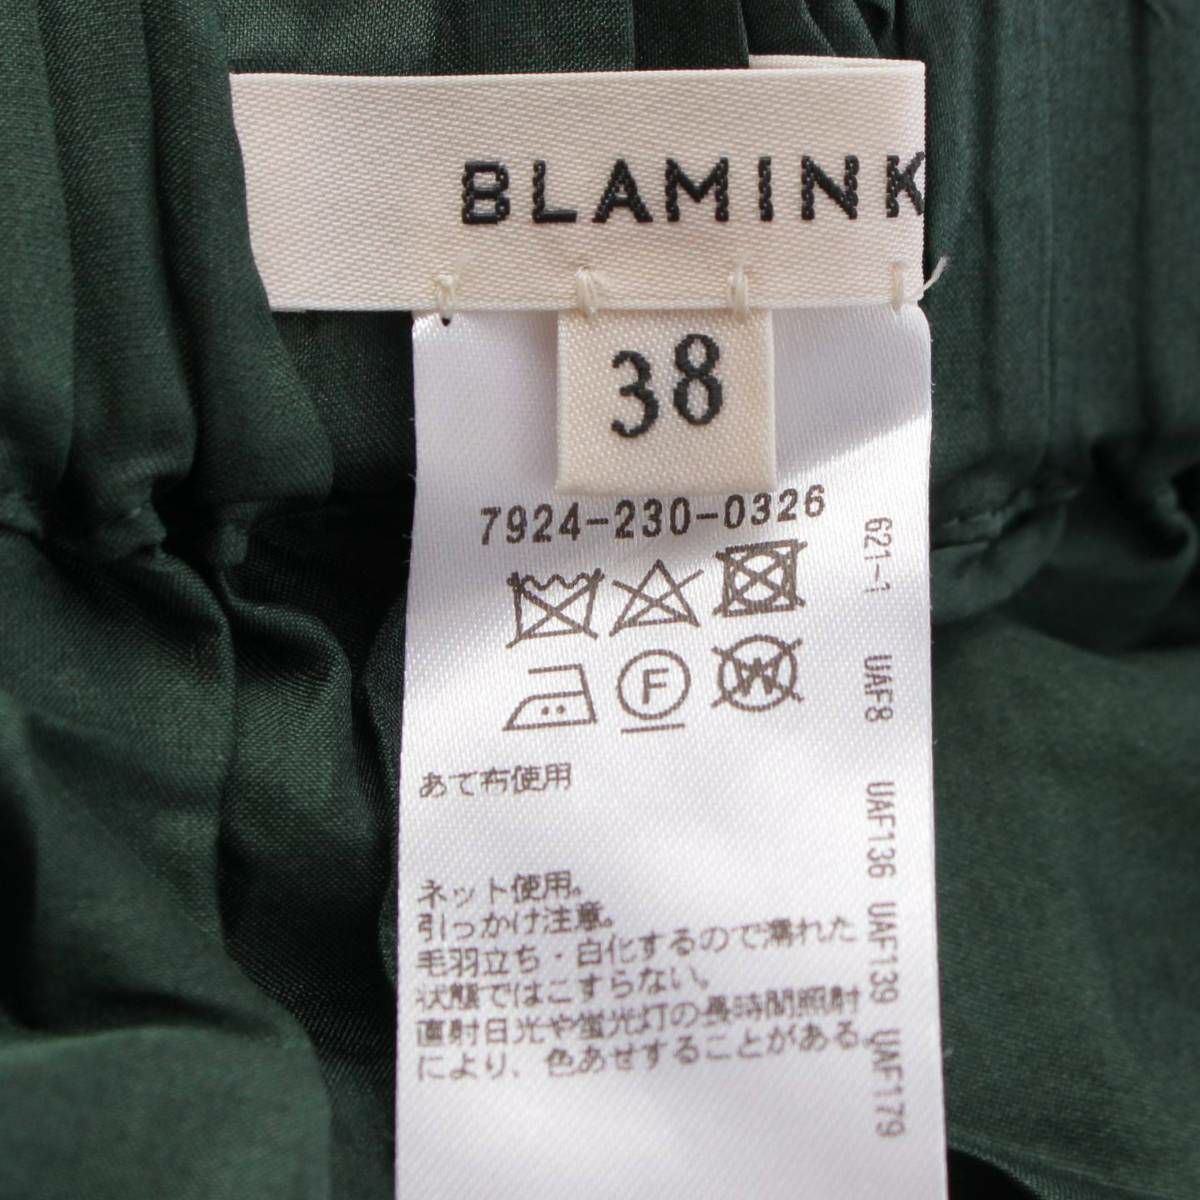 BLAMINK
38
7924-230-0326
F
W
あて布使用
ネット使用。
引っかけ注意。
毛羽立ち・白化するので濡れた
状態ではこすらない。
直射日光や蛍光灯の長時間照射
により、色あせすることがある。
621-1 UAF8 UAF136 UAF139 UAF179